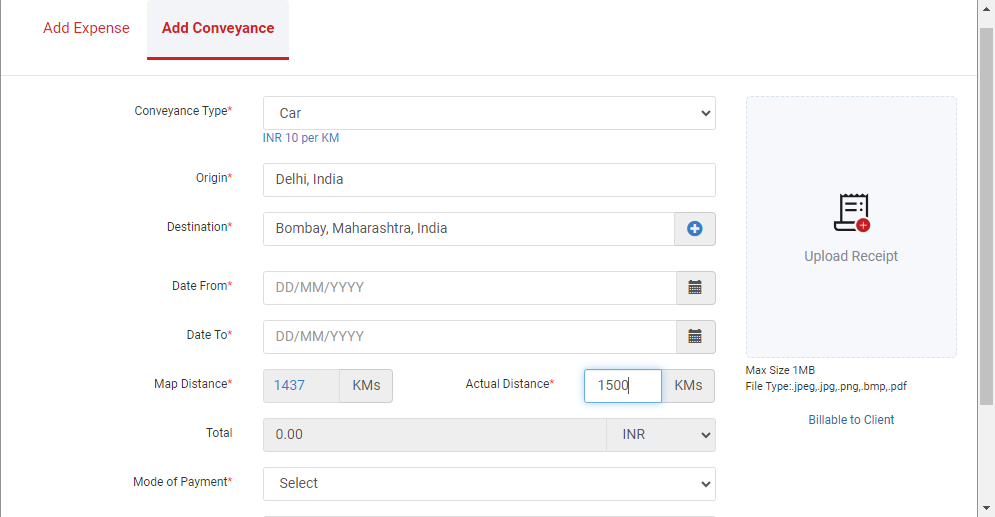 Add Expense
Add Conveyance
Conveyance Type*
Car
INR 10 per KM
Origin*
Delhi, India
Destination*
Bombay, Maharashtra, India
Date From*
DD/MM/YYYY
Date To*
DD/MM/YYYY
Map Distance*
1437
KMs
Actual Distance*
1500
KMs
Total
0.00
INR
Mode of Payment*
Select
Upload Receipt
Max Size 1MB
File Type:.jpeg,.jpg,.png,.bmp,.pdf
Billable to Client